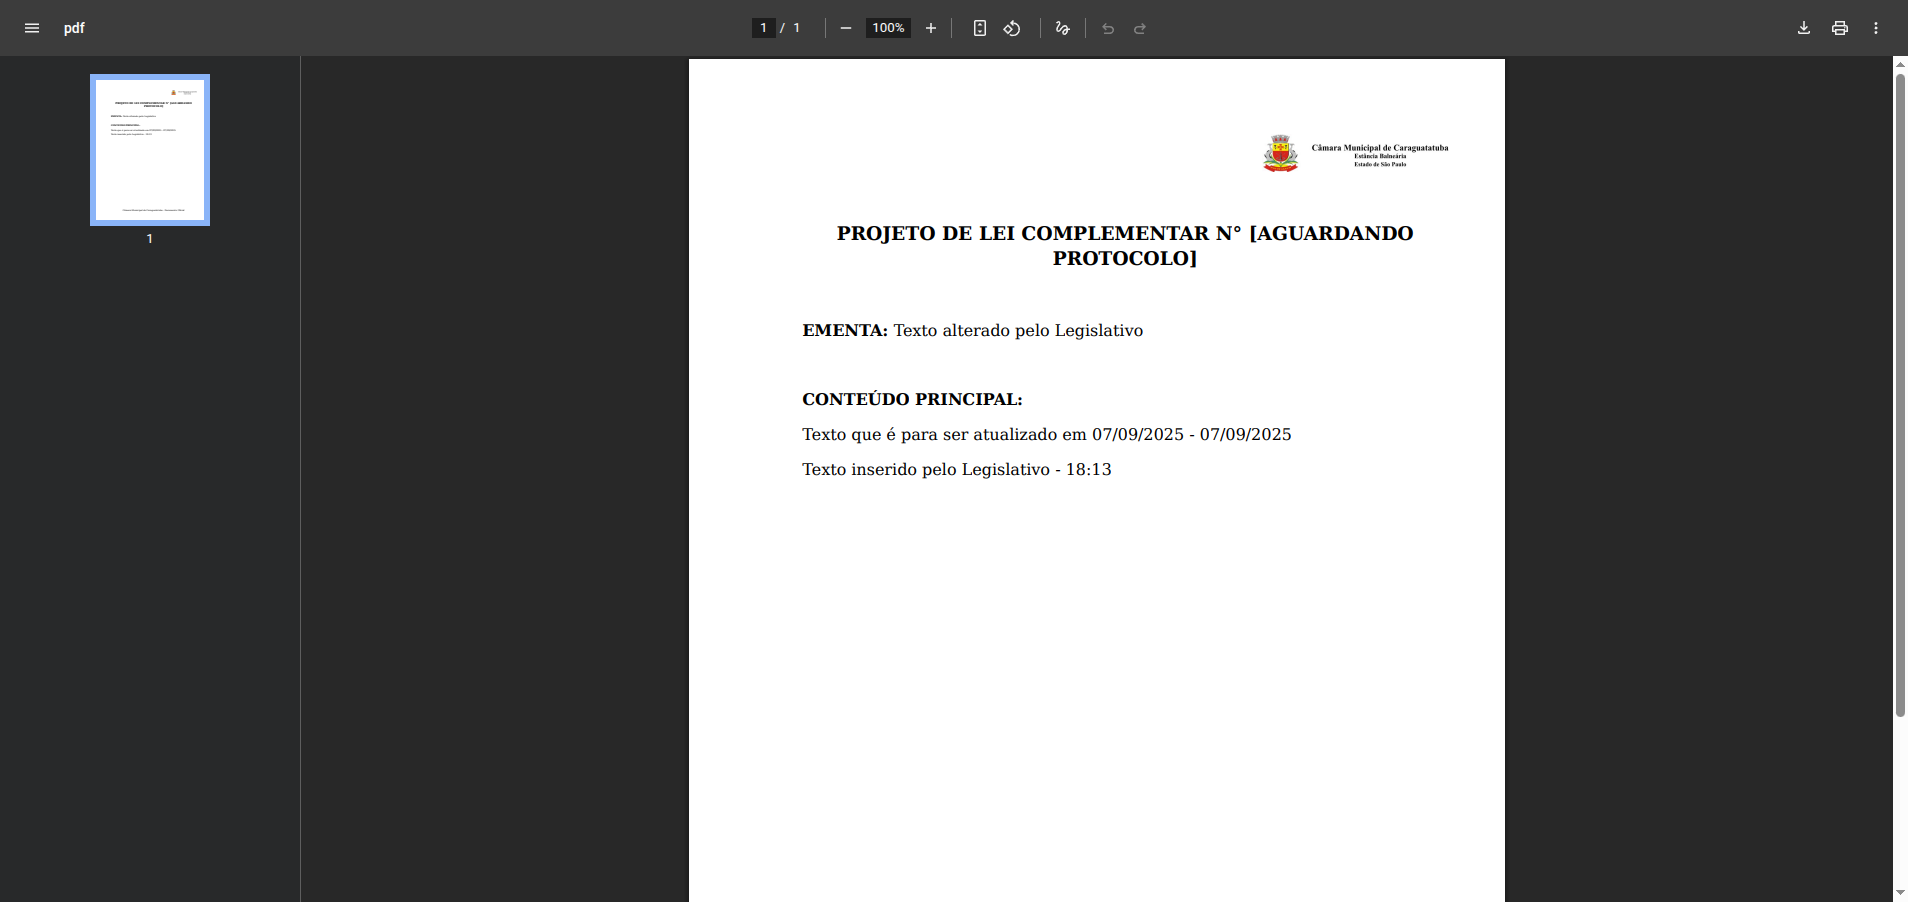 pdf
1 / 1
100%
1
Câmara Municipal de Caraguatatuba
Estância Balneária
Estado de São Paulo
PROJETO DE LEI COMPLEMENTAR N° [AGUARDANDO
PROTOCOLO]
EMENTA: Texto alterado pelo Legislativo
CONTEÚDO PRINCIPAL:
Texto que é para ser atualizado em 07/09/2025 - 07/09/2025
Texto inserido pelo Legislativo - 18:13